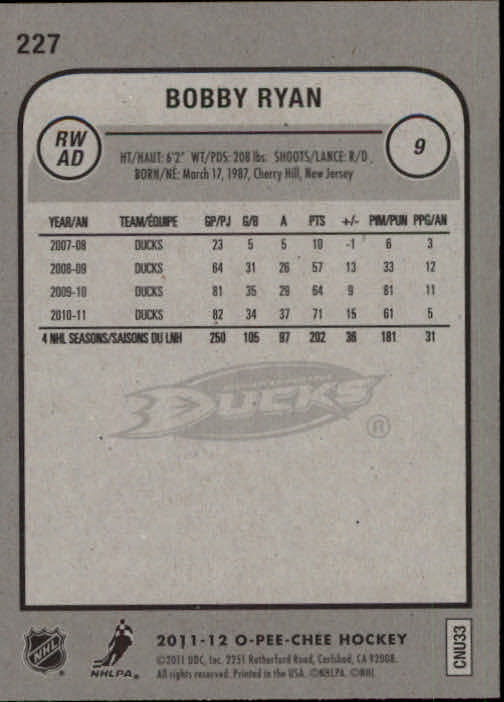 227
BOBBY RYAN
RW
AD
9
HT/HAUT: 6'2" WT/PDS: 208 lbs. SHOOTS/LANCE: R/D
BORN/NÉ: March 17, 1987, Cherry Hill, New Jersey
YEAR/AN TEAM/ÉQUIPE GP/PJ G/B A PTS +/- PIM/PUN PPG/AN
2007-08 DUCKS 23 5 5 10 -1 6 3
2008-09 DUCKS 64 31 26 57 13 33 12
2009-10 DUCKS 81 35 29 64 9 81 11
2010-11 DUCKS 82 34 37 71 15 61 5
4 NHL SEASONS/SAISONS DU LNH 250 105 97 202 36 181 31
DUCKS ®
NHL
NHLPA®
2011-12 O-PEE-CHEE HOCKEY
©2011 UDC, Inc. 2251 Rutherford Road, Carlsbad, CA 92008.
All rights reserved. Printed in the USA. ©NHLPA. ©NHL
CNU33